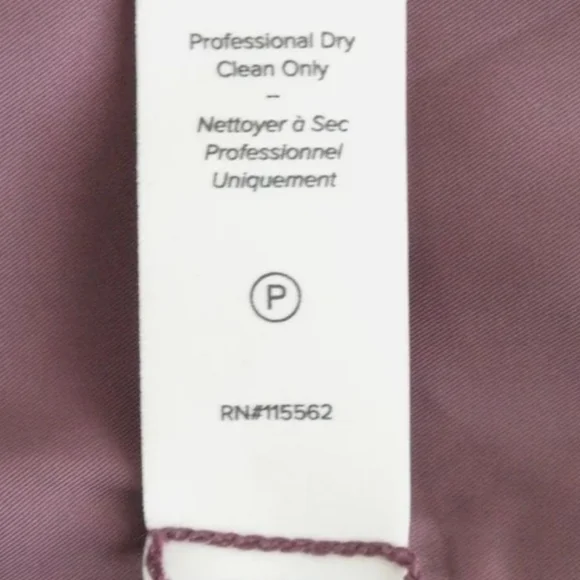 Professional Dry
Clean Only
–
Nettoyer à Sec
Professionnel
Uniquement
P
RN#115562